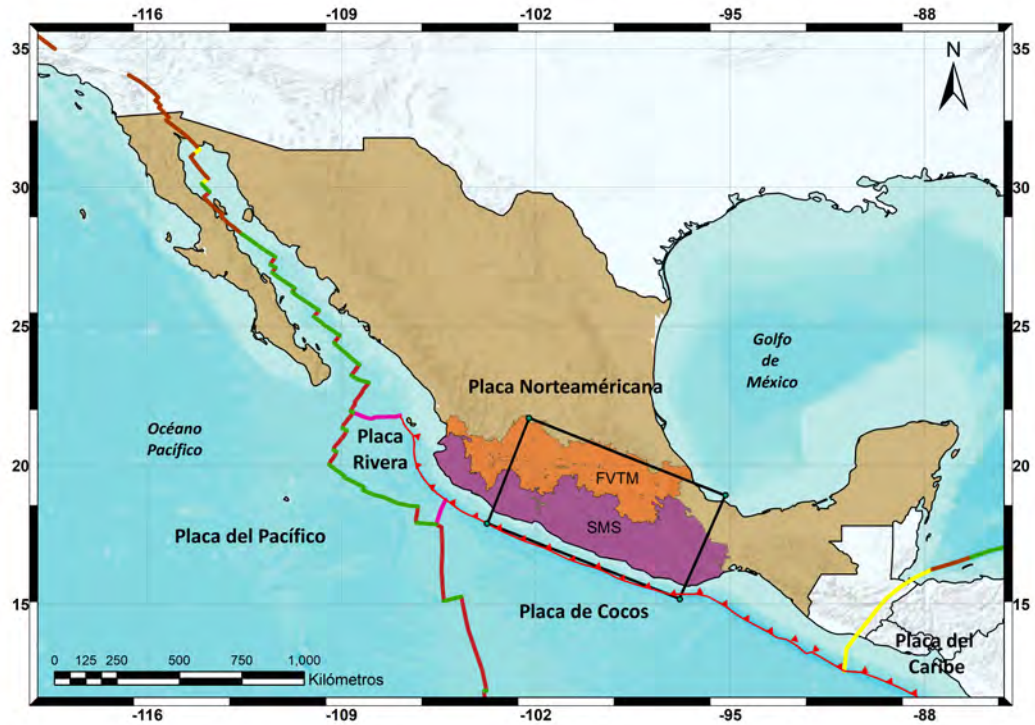 -116 -109 -102 -95 -88
35 35
N
30 30
25 25
Golfo
de
México
Placa Norteaméricana
Océano
Pacífico
Placa
Rivera
20 20
FVTM
SMS
Placa del Pacífico
Placa de Cocos
15 15
Placa del
Caribe
0 125 250 500 750 1,000
Kilómetros
-116 -109 -102 -95 -88